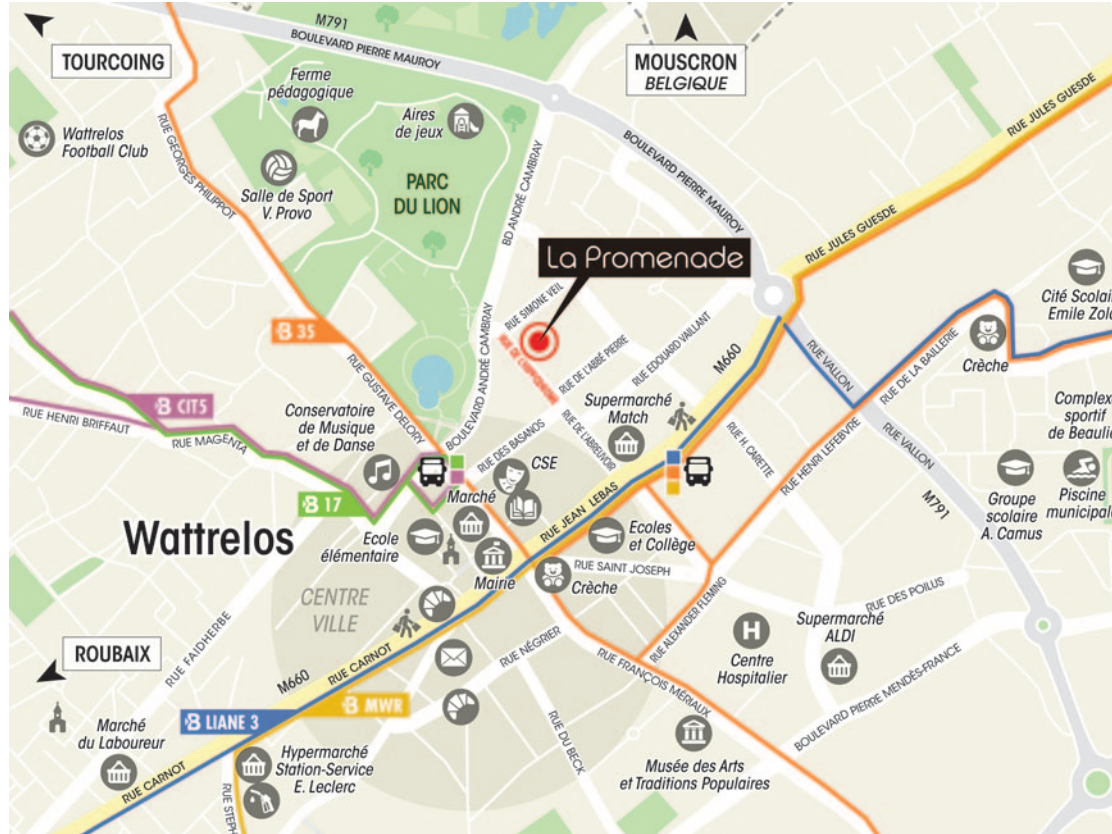 M791
BOULEVARD PIERRE MAUROY
TOURCOING
MOUSCRON
BELGIQUE
RUE JULES GUESDE
Ferme
pédagogique
Aires
de jeux
Wattrelos
Football Club
RUE GEORGES PHILIPPOT
Salle de Sport
V. Provo
PARC
DU LION
BD ANDRÉ CAMBRAY
BOULEVARD PIERRE MAUROY
RUE JULES GUESDE
La Promenade
Cité Scolai
Emile Zola
RUE SIMONE VEIL
B 35
RUE DE L'ABBÉ PIERRE
RUE EDOUARD VAILLANT
M660
RUE VALLON
RUE DE LA BAILLERIE
Crèche
RUE GUSTAVE DELORY
BOULEVARD ANDRÉ CAMBRAY
B CIT5
RUE HENRI BRIFFAUT
RUE MAGENTA
Conservatoire
de Musique
et de Danse
Supermarché
Match
Complex
sportif
de Beaulie
RUE DES BASANOS
RUE DE L'ABREUVOIR
RUE H. CARETTE
RUE HENRI LEFEBVRE
RUE VALLON
CSE
B 17
Marché
RUE JEAN LEBAS
Groupe
scolaire
A. Camus
Piscine
municipale
M791
Wattrelos
Ecole
élémentaire
Ecoles
et Collège
Mairie
Crèche
RUE SAINT JOSEPH
CENTRE
VILLE
RUE ALEXANDER FLEMING
RUE DES POILUS
Supermarché
ALDI
H
Centre
Hospitalier
ROUBAIX
RUE FAIDHERBE
RUE CARNOT
RUE NÉGRIER
RUE FRANÇOIS MÉRIAUX
BOULEVARD PIERRE MENDÈS-FRANCE
M660
B MWR
B LIANE 3
Marché
du Laboureur
RUE DU BECK
Hypermarché
Station-Service
E. Leclerc
Musée des Arts
et Traditions Populaires
RUE CARNOT
RUE STEPH